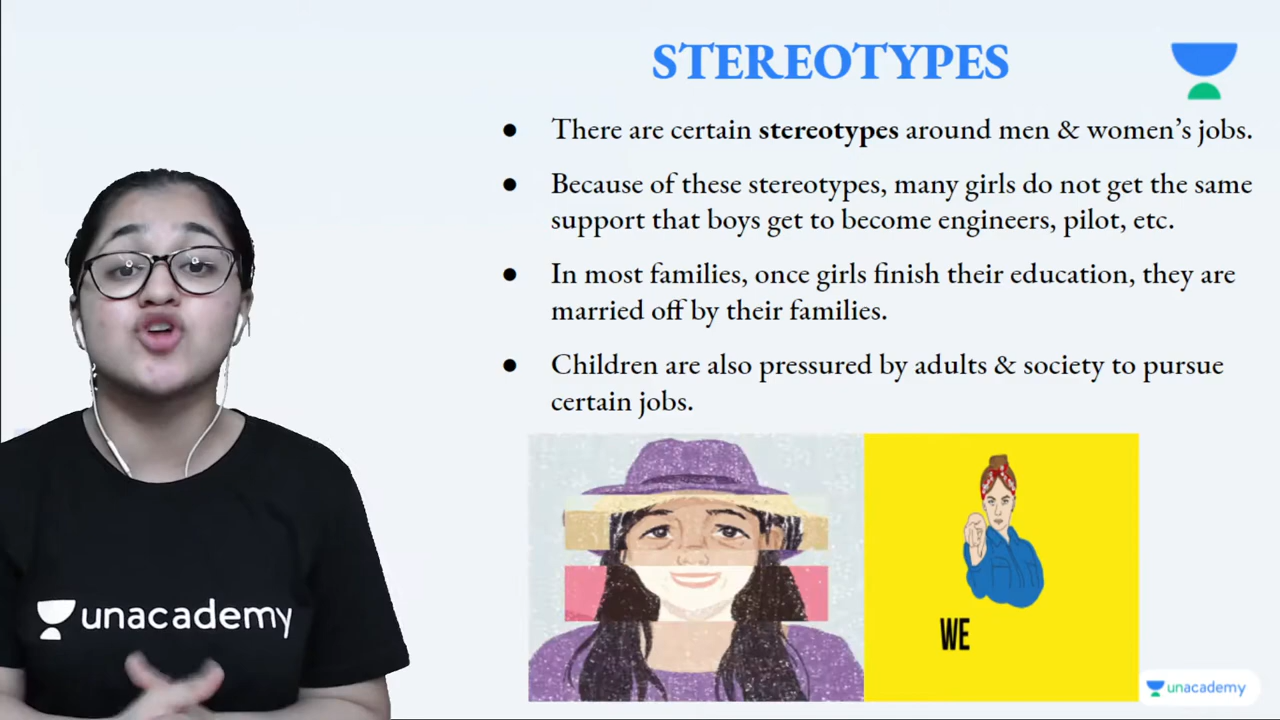 STEREOTYPES
● There are certain stereotypes around men & women’s jobs.
● Because of these stereotypes, many girls do not get the same
support that boys get to become engineers, pilot, etc.
● In most families, once girls finish their education, they are
married off by their families.
● Children are also pressured by adults & society to pursue
certain jobs.
unacademy
WE
unacademy